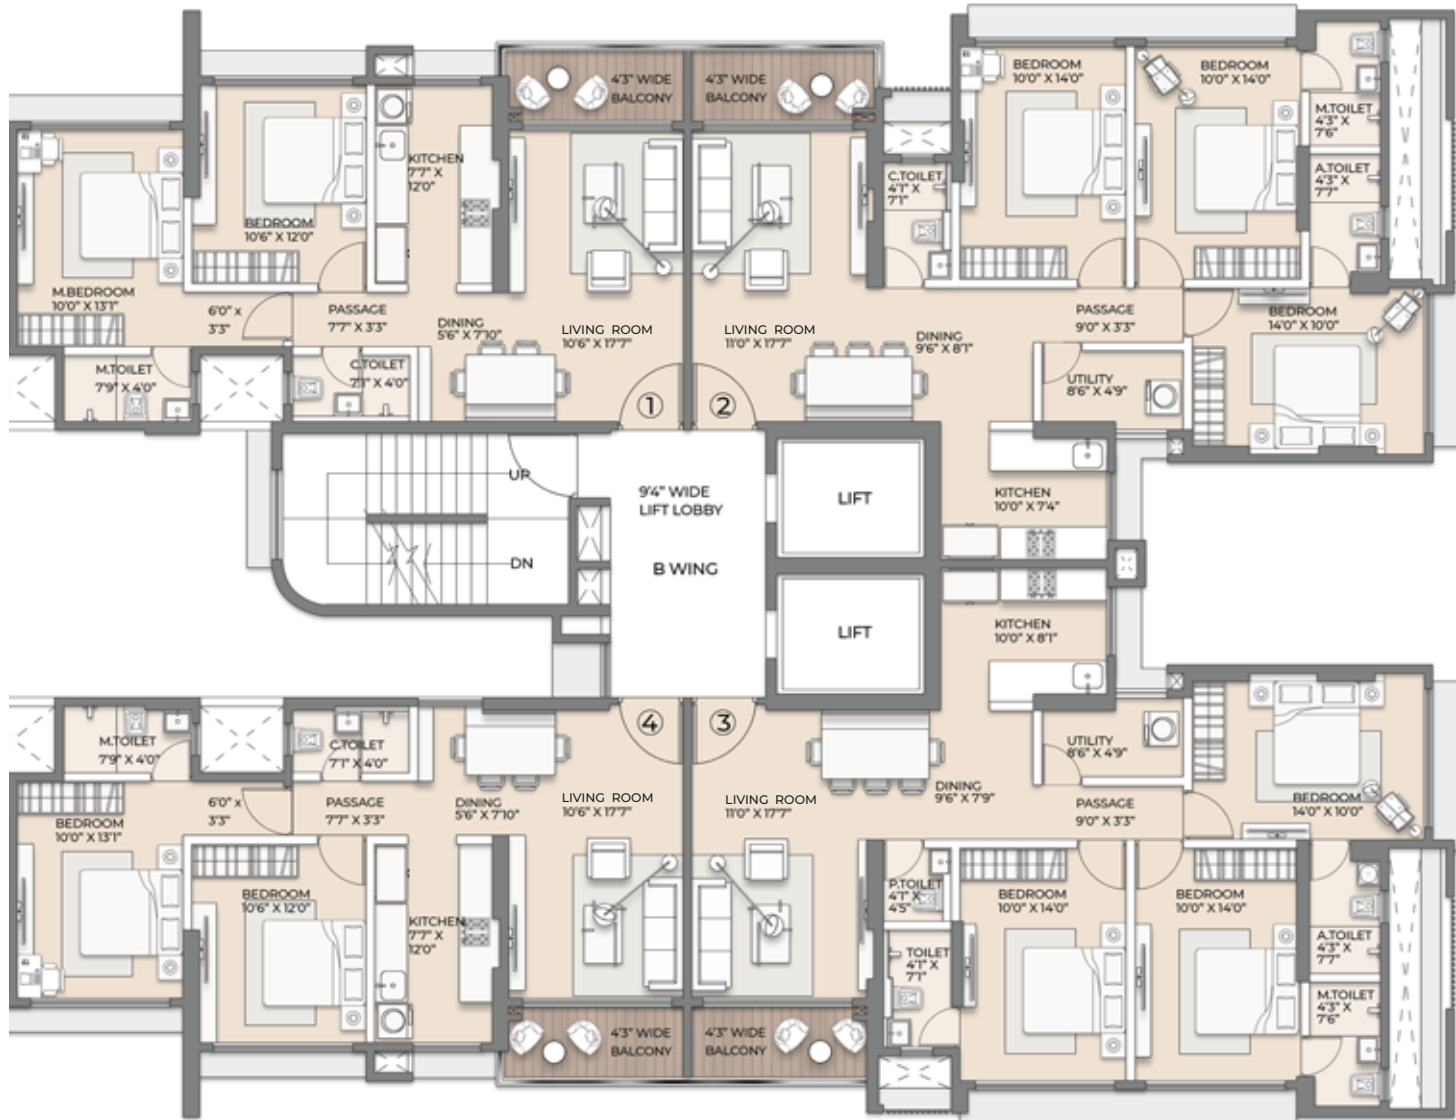 4'3" WIDE
BALCONY
4'3" WIDE
BALCONY
BEDROOM
10'0" X 14'0"
BEDROOM
10'0" X 14'0"
M.TOILET
4'3" X
7'6"
A.TOILET
4'3" X
7'7"
KITCHEN
7'7" X
12'0"
C.TOILET
4'1" X
7'1"
BEDROOM
10'6" X 12'0"
M.BEDROOM
10'0" X 13'1"
6'0" x
3'3"
PASSAGE
7'7" X 3'3"
DINING
5'6" X 7'10"
LIVING ROOM
10'6" X 17'7"
LIVING ROOM
11'0" X 17'7"
DINING
9'6" X 8'1"
PASSAGE
9'0" X 3'3"
BEDROOM
14'0" X 10'0"
M.TOILET
7'9" X 4'0"
C.TOILET
7'1" X 4'0"
UTILITY
8'6" X 4'9"
1
2
UP
DN
9'4" WIDE
LIFT LOBBY
B WING
LIFT
LIFT
KITCHEN
10'0" X 7'4"
KITCHEN
10'0" X 8'1"
4
3
M.TOILET
7'9" X 4'0"
C.TOILET
7'1" X 4'0"
UTILITY
8'6" X 4'9"
BEDROOM
10'0" X 13'1"
6'0" x
3'3"
PASSAGE
7'7" X 3'3"
DINING
5'6" X 7'10"
LIVING ROOM
10'6" X 17'7"
LIVING ROOM
11'0" X 17'7"
DINING
9'6" X 7'9"
PASSAGE
9'0" X 3'3"
BEDROOM
14'0" X 10'0"
BEDROOM
10'6" X 12'0"
KITCHEN
7'7" X
12'0"
P.TOILET
4'1" X
4'5"
TOILET
4'1" X
7'1"
BEDROOM
10'0" X 14'0"
BEDROOM
10'0" X 14'0"
A.TOILET
4'3" X
7'7"
M.TOILET
4'3" X
7'6"
4'3" WIDE
BALCONY
4'3" WIDE
BALCONY